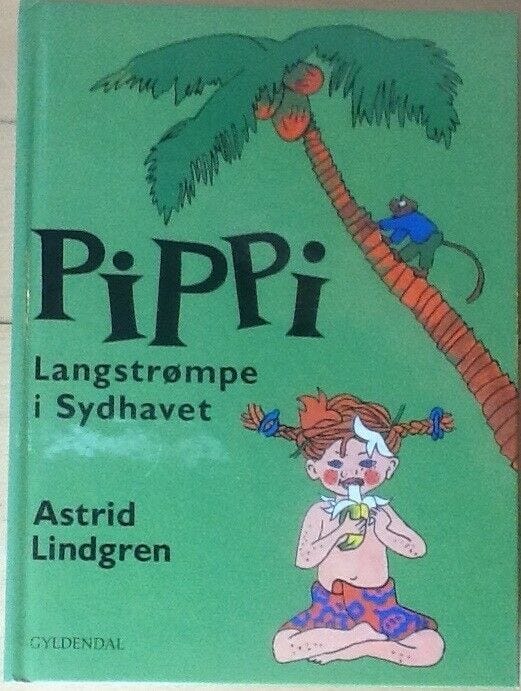 PiPPi
Langstrømpe
i Sydhavet
Astrid
Lindgren
GYLDENDAL